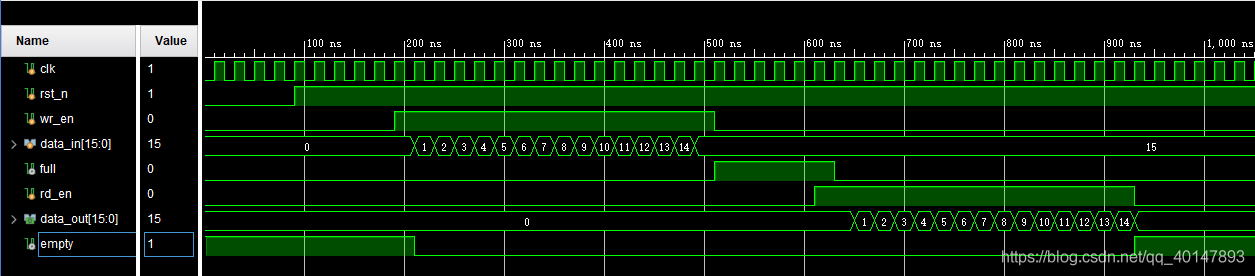 Name Value
100 ns 200 ns 300 ns 400 ns 500 ns 600 ns 700 ns 800 ns 900 ns 1,000 ns
clk 1
rst_n 1
wr_en 0
data_in[15:0] 15 0 1 2 3 4 5 6 7 8 9 10 11 12 13 14 15
full 0
rd_en 0
data_out[15:0] 15 0 1 2 3 4 5 6 7 8 9 10 11 12 13 14
empty 1
https://blog.csdn.net/qq_40147893